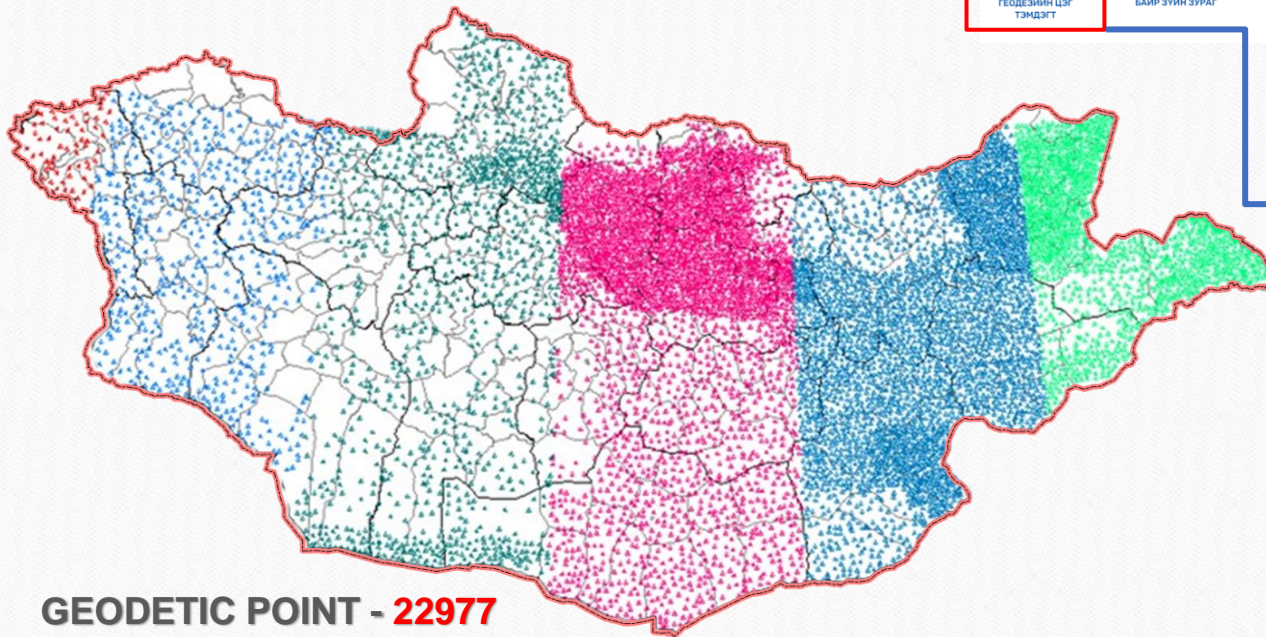 ГЕОДЕЗИЙН ЦЭГ
ТЭМДЭГТ
БАЙР ЗҮЙН ЗУРАГ
GEODETIC POINT - 22977